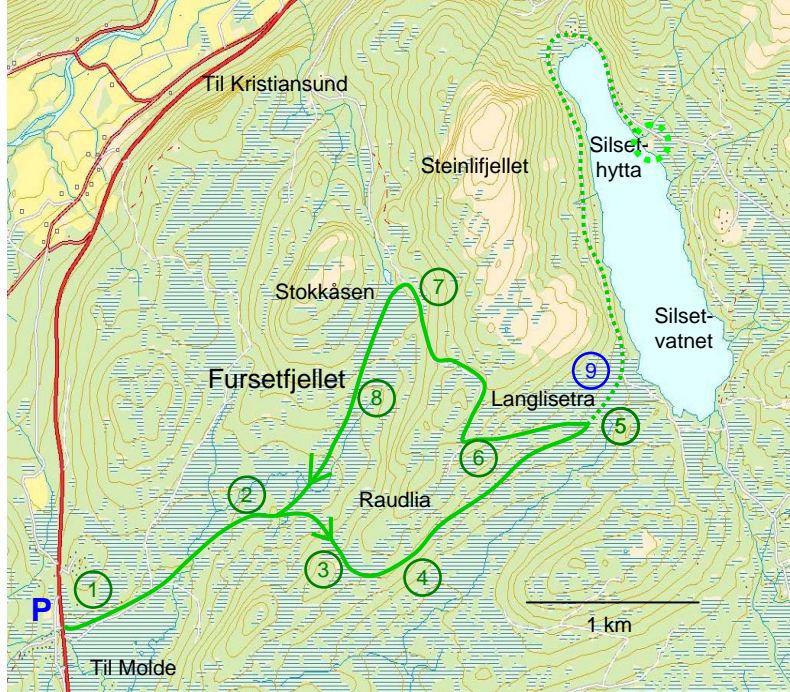 Til Kristiansund
Silset-
hytta
Steinlifjellet
7
Stokkåsen
Silset-
vatnet
9
Fursetfjellet
8
Langlisetra
5
6
2
Raudlia
3
4
1
P
1 km
Til Molde